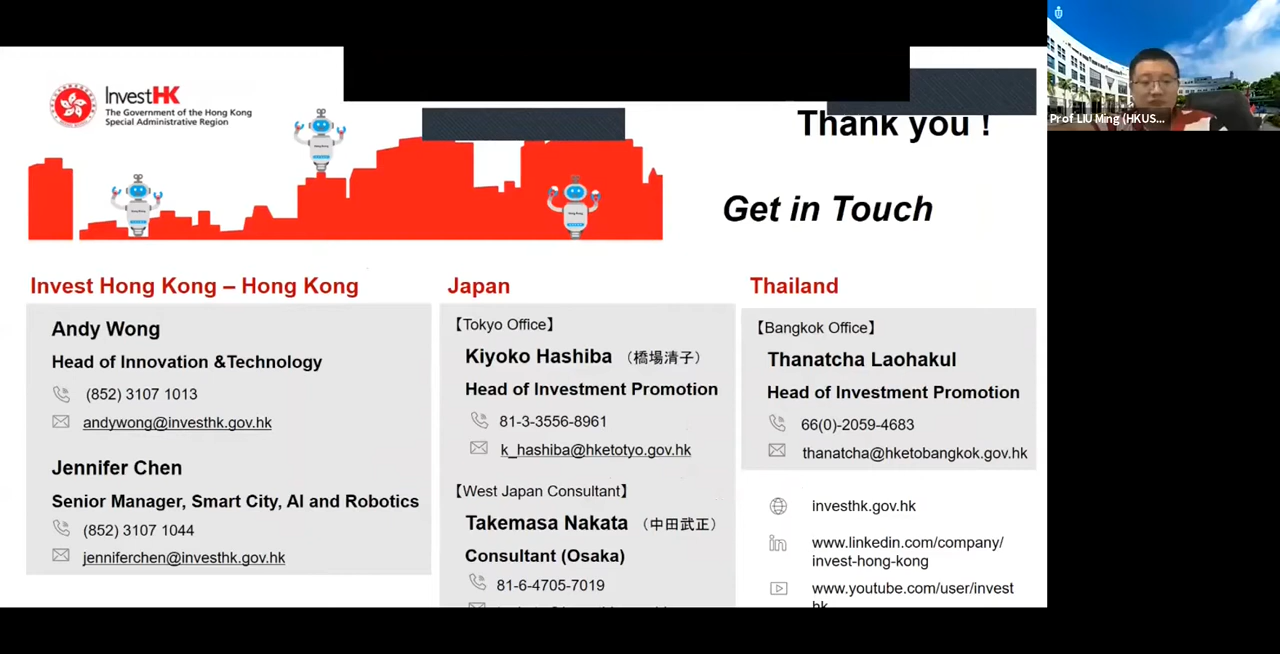 InvestHK
The Government of the Hong Kong
Special Administrative Region
Thank you !
Get in Touch
Prof LIU Ming (HKUS...
Invest Hong Kong – Hong Kong
Andy Wong
Head of Innovation &Technology
(852) 3107 1013
andywong@investhk.gov.hk
Jennifer Chen
Senior Manager, Smart City, AI and Robotics
(852) 3107 1044
jenniferchen@investhk.gov.hk
Japan
【Tokyo Office】
Kiyoko Hashiba （橋場清子）
Head of Investment Promotion
81-3-3556-8961
k_hashiba@hketotyo.gov.hk
【West Japan Consultant】
Takemasa Nakata （中田武正）
Consultant (Osaka)
81-6-4705-7019
Thailand
【Bangkok Office】
Thanatcha Laohakul
Head of Investment Promotion
66(0)-2059-4683
thanatcha@hketobangkok.gov.hk
investhk.gov.hk
www.linkedin.com/company/
invest-hong-kong
www.youtube.com/user/invest
hk